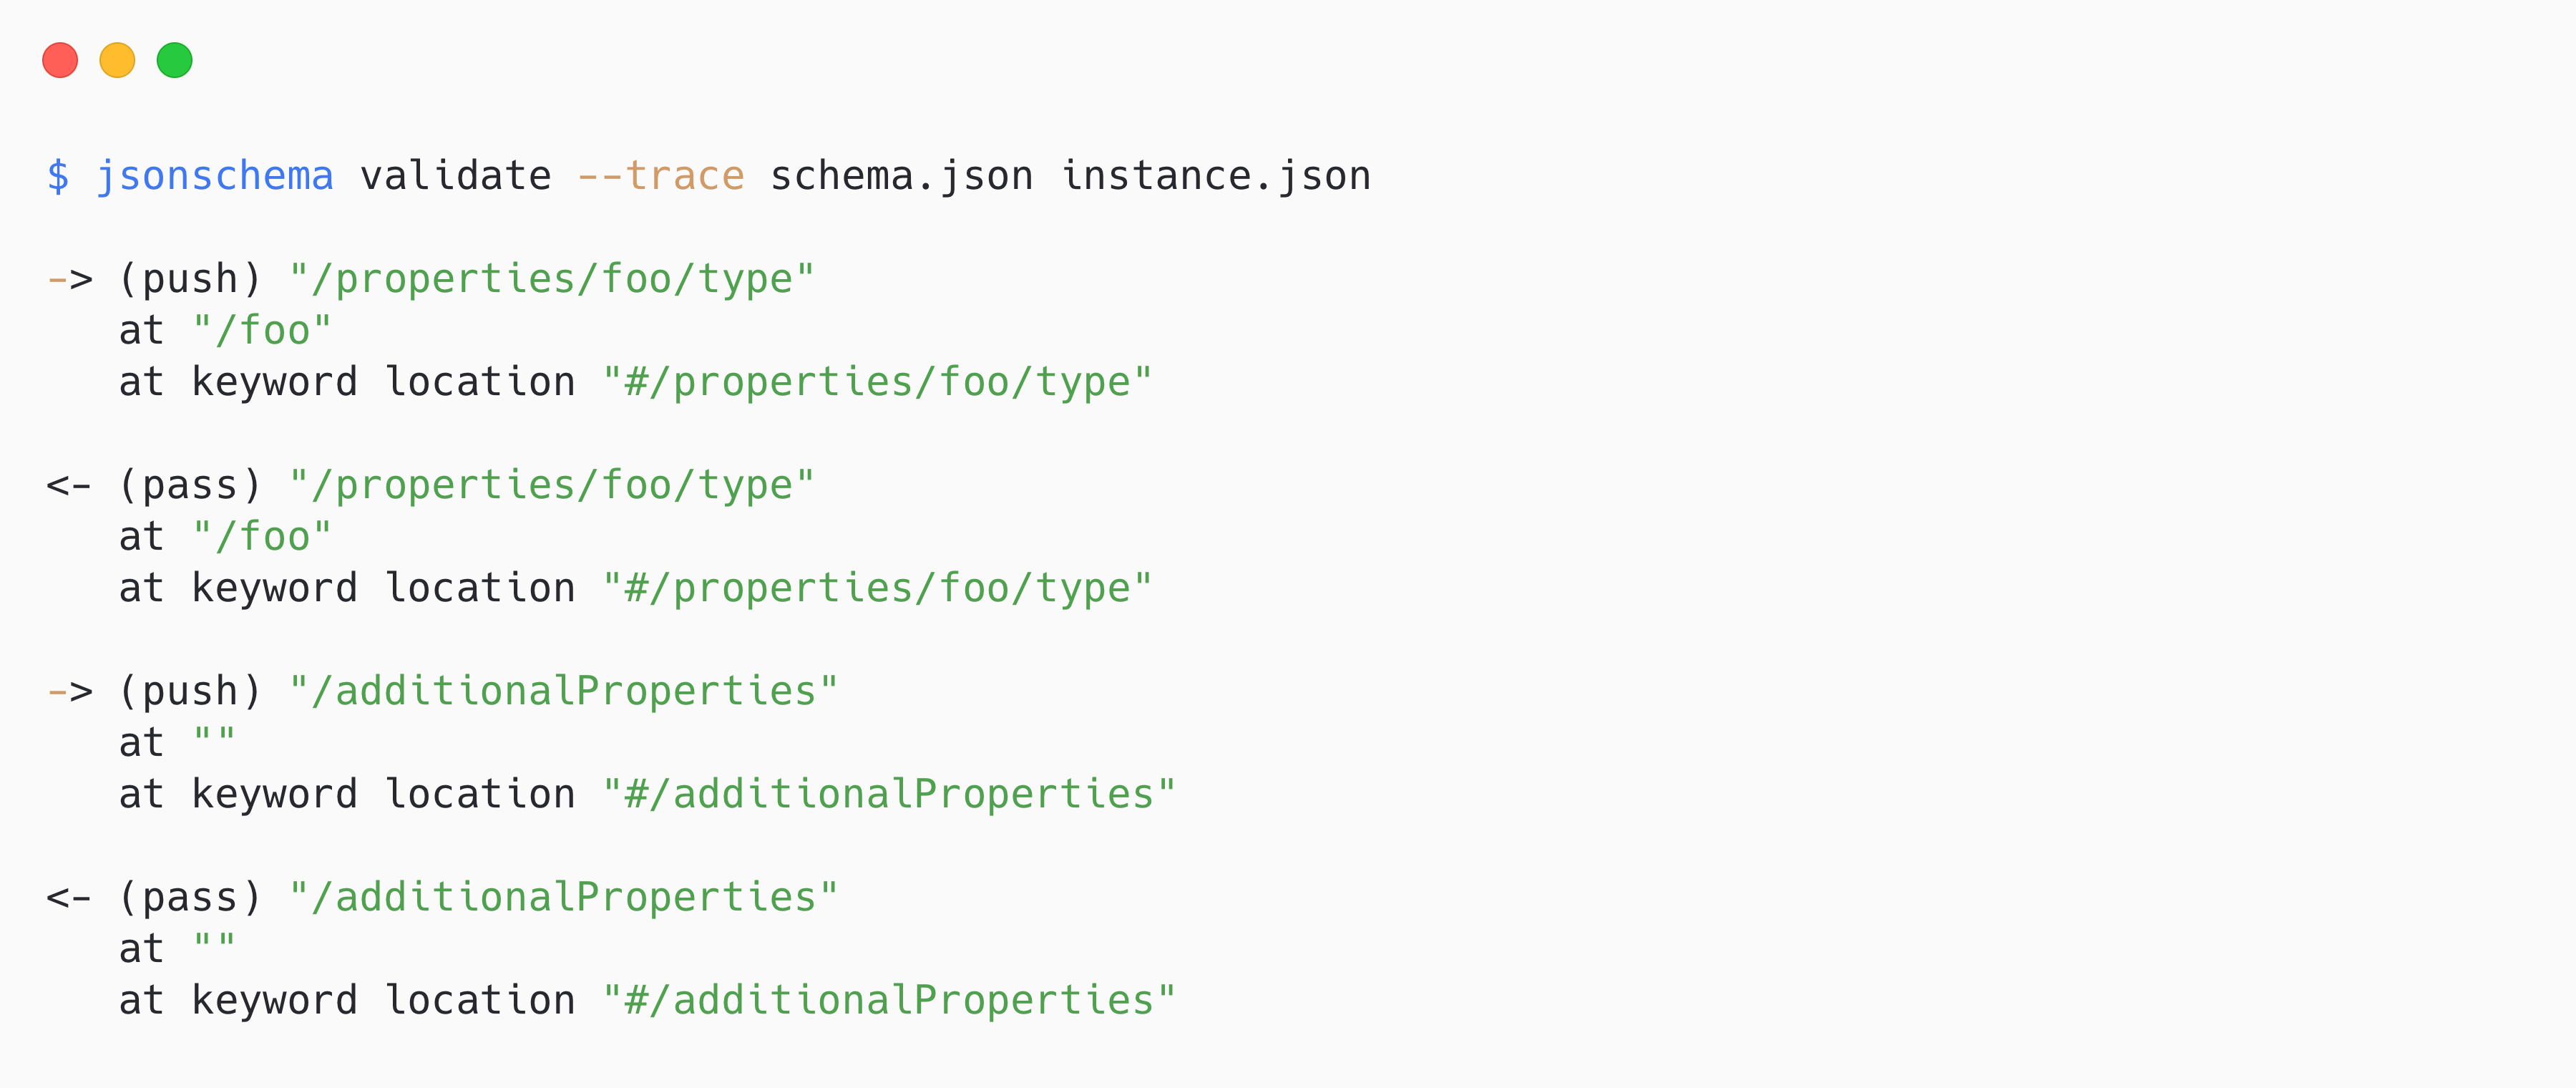 $ jsonschema validate --trace schema.json instance.json
-> (push) "/properties/foo/type"
at "/foo"
at keyword location "#/properties/foo/type"
<- (pass) "/properties/foo/type"
at "/foo"
at keyword location "#/properties/foo/type"
-> (push) "/additionalProperties"
at ""
at keyword location "#/additionalProperties"
<- (pass) "/additionalProperties"
at ""
at keyword location "#/additionalProperties"